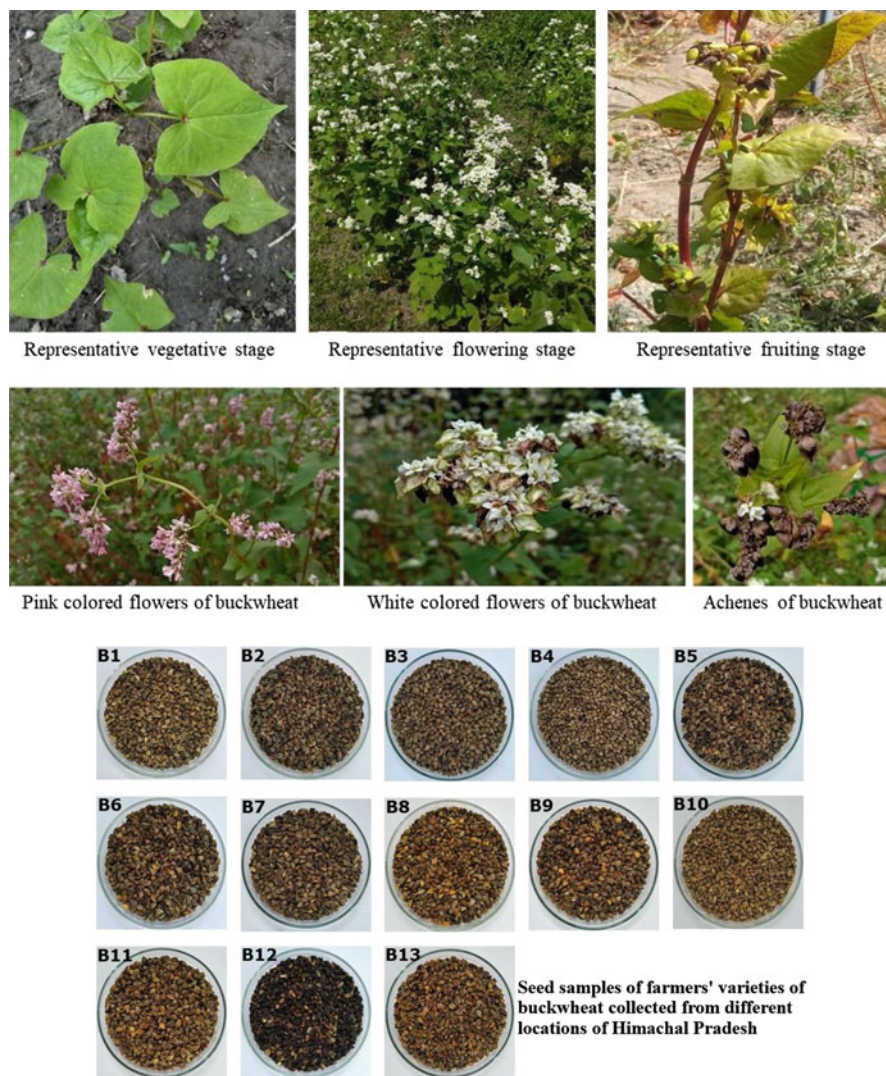 Representative vegetative stage
Representative flowering stage
Representative fruiting stage
Pink colored flowers of buckwheat
White colored flowers of buckwheat
Achenes of buckwheat
B1
B2
B3
B4
B5
B6
B7
B8
B9
B10
B11
B12
B13
Seed samples of farmers' varieties of
buckwheat collected from different
locations of Himachal Pradesh